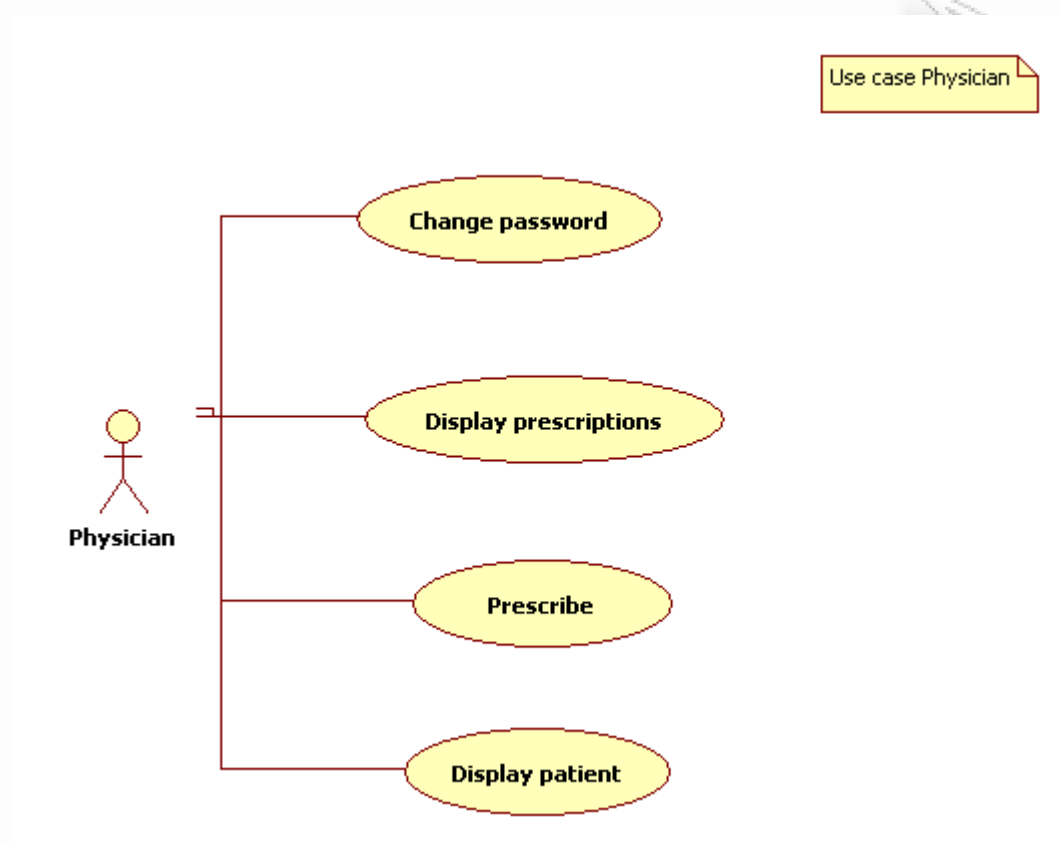 Use case Physician
Change password
Display prescriptions
Physician
Prescribe
Display patient